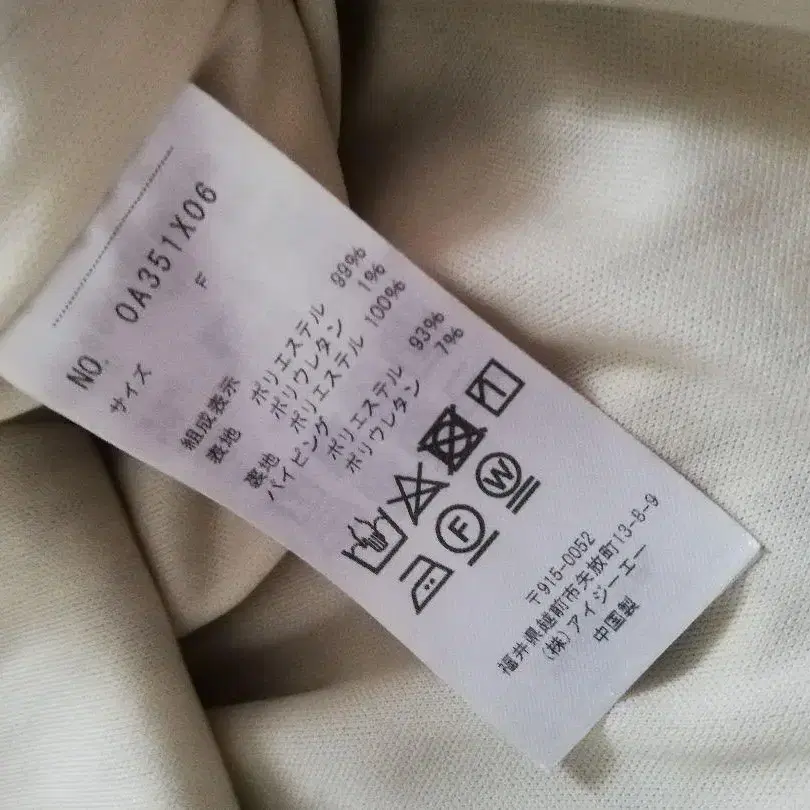 NO. 0A351X06
サイズ F
組成表示
表地 ポリエステル 99%
ポリウレタン 1%
裏地 ポリエステル 100%
パイピング
ポリエステル 93%
ポリウレタン 7%
F W
〒915-0052
福井県越前市矢放町13-8-9
(株)アイジーエー
中国製